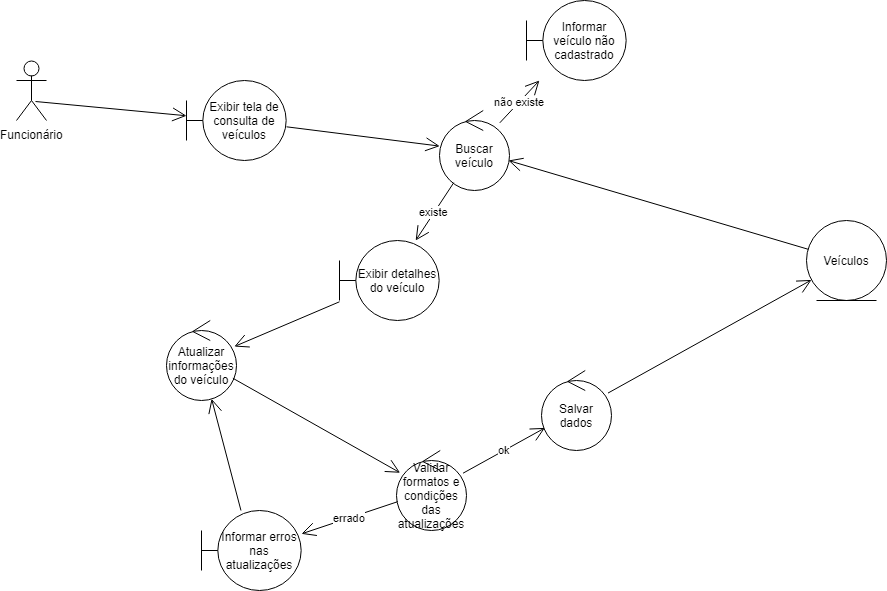 Informar
veículo não
cadastrado
Funcionário
Exibir tela de
consulta de
veículos
não existe
Buscar
veículo
existe
Veículos
Exibir detalhes
do veículo
Atualizar
informações
do veículo
Salvar
dados
ok
Validar
formatos e
condições
das
atualizações
errado
Informar erros
nas
atualizações